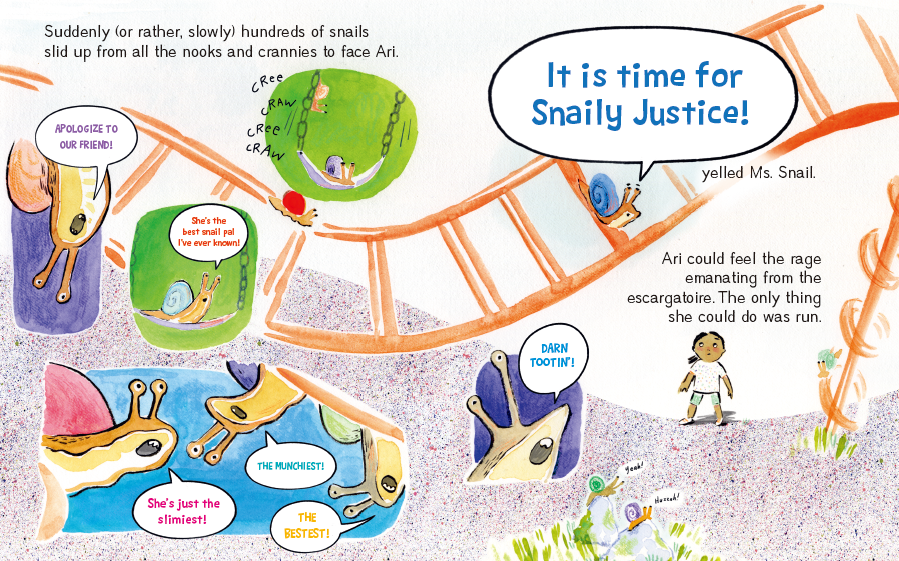 Suddenly (or rather, slowly) hundreds of snails
slid up from all the nooks and crannies to face Ari.
CRee
CRAW
CRee
CRAW
It is time for
Snaily Justice!
yelled Ms. Snail.
APOLOGIZE TO
OUR FRIEND!
She's the
best snail pal
I've ever known!
Ari could feel the rage
emanating from the
escargatoire. The only thing
she could do was run.
DARN
TOOTIN'!
THE MUNCHIEST!
She's just the
slimiest!
THE
BESTEST!
Yeah!
Huzzah!